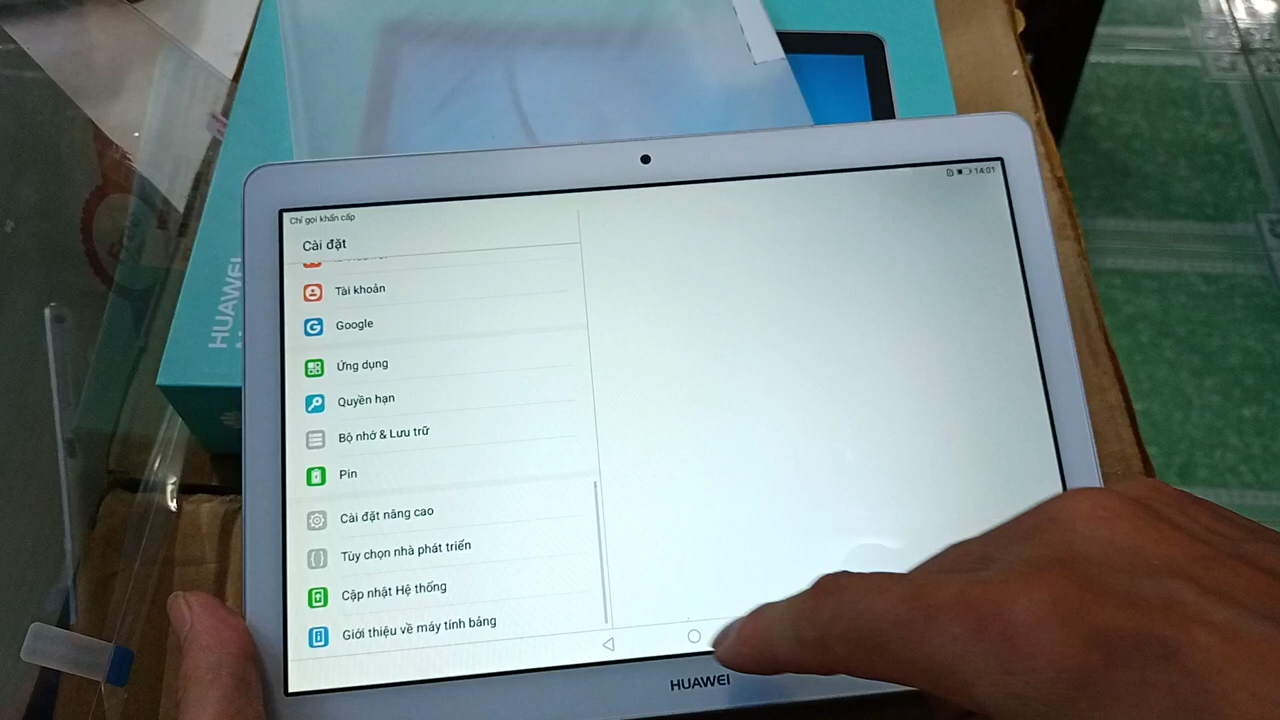 HUAWEI
Chỉ gọi khẩn cấp
14:01
Cài đặt
Tài khoản
Google
Ứng dụng
Quyền hạn
Bộ nhớ & Lưu trữ
Pin
Cài đặt nâng cao
Tùy chọn nhà phát triển
Cập nhật Hệ thống
Giới thiệu về máy tính bảng
HUAWEI